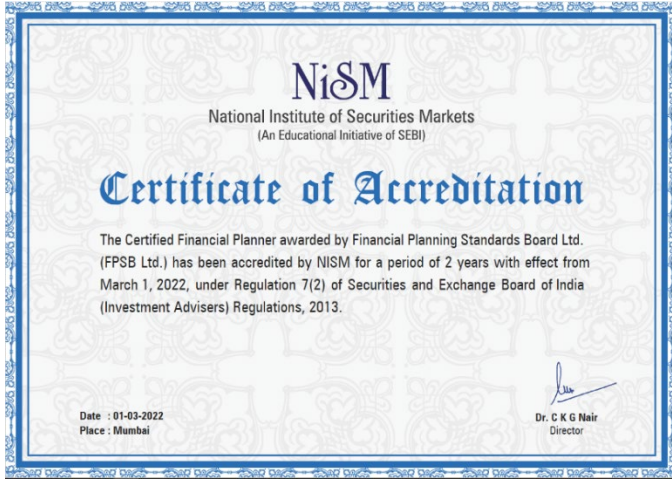 NiSM
National Institute of Securities Markets
(An Educational Initiative of SEBI)
Certificate of Accreditation
The Certified Financial Planner awarded by Financial Planning Standards Board Ltd.
(FPSB Ltd.) has been accredited by NISM for a period of 2 years with effect from
March 1, 2022, under Regulation 7(2) of Securities and Exchange Board of India
(Investment Advisers) Regulations, 2013.
Date : 01-03-2022
Place : Mumbai
Dr. C K G Nair
Director